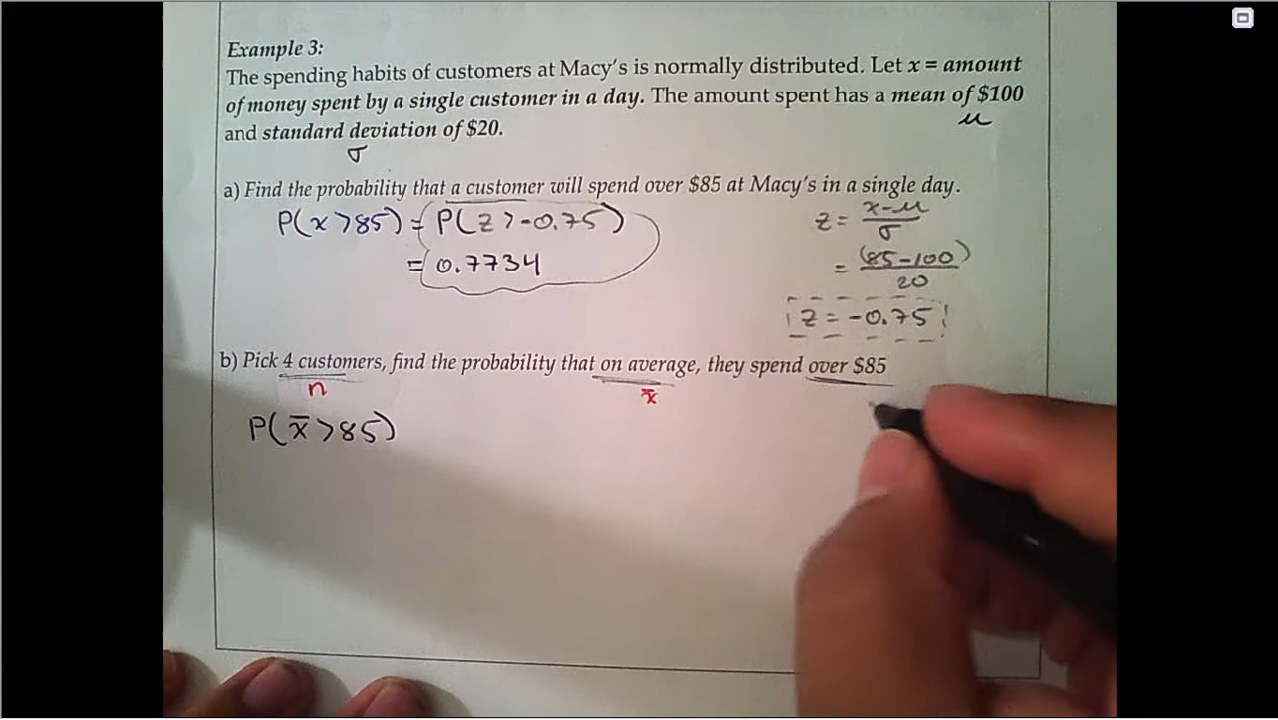 Example 3:
The spending habits of customers at Macy's is normally distributed. Let x = amount
of money spent by a single customer in a day. The amount spent has a mean of $100
μ
and standard deviation of $20.
σ
a) Find the probability that a customer will spend over $85 at Macy's in a single day.
P(x > 85) = P(z > -0.75)
= 0.7734
z = x-μ
σ
= (85-100)
20
z = -0.75
b) Pick 4 customers, find the probability that on average, they spend over $85
n x̄
P(x̄ > 85)